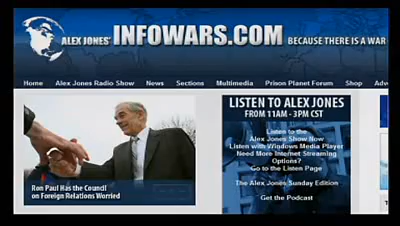 ALEX JONES' INFOWARS.COM BECAUSE THERE IS A WAR
Home Alex Jones Radio Show News Sections Multimedia Prison Planet Forum Shop Adv
LISTEN TO ALEX JONES
FROM 11AM - 3PM CST
Listen to the
Alex Jones Show Now
Listen with Windows Media Player
Need More Internet Streaming
Options?
Go to the Listen Page
The Alex Jones Sunday Edition
Get the Podcast
Ron Paul Has the Council
on Foreign Relations Worried